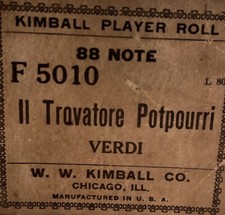 KIMBALL PLAYER ROLL
88 NOTE
F 5010 L 80
Il Travatore Potpourri
VERDI
W. W. KIMBALL CO.
CHICAGO, ILL.
MANUFACTURED IN U. S. A.